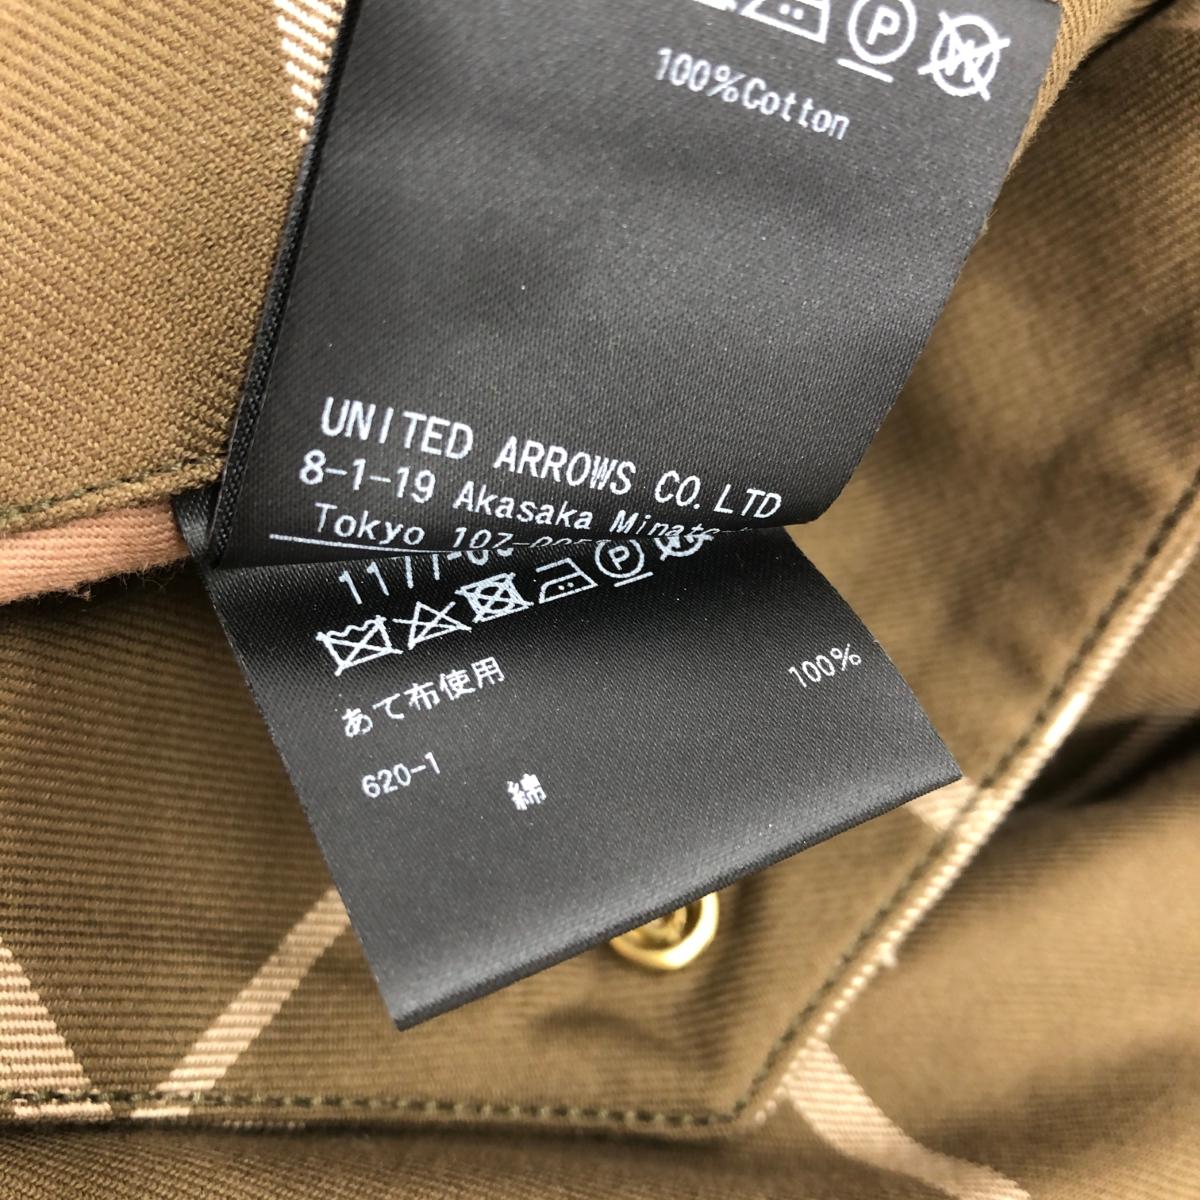 100%Cotton
UNITED ARROWS CO.LTD
8-1-19 Akasaka
Tokyo
あて布使用
100%
620-1
綿